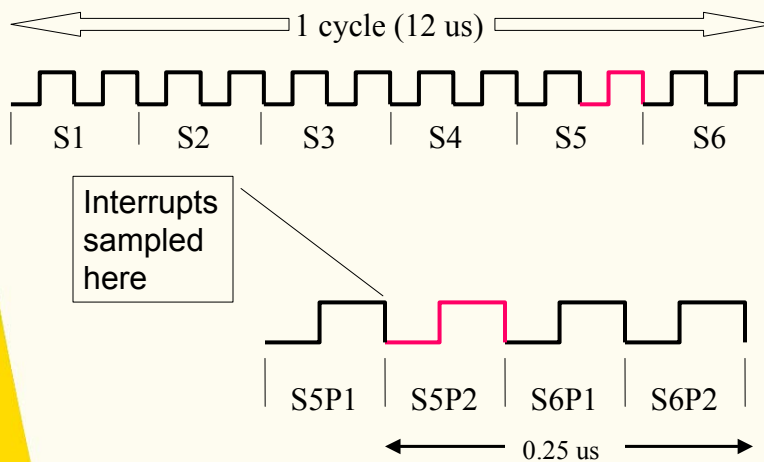 1 cycle (12 us)
S1 S2 S3 S4 S5 S6
Interrupts
sampled
here
S5P1 S5P2 S6P1 S6P2
0.25 us